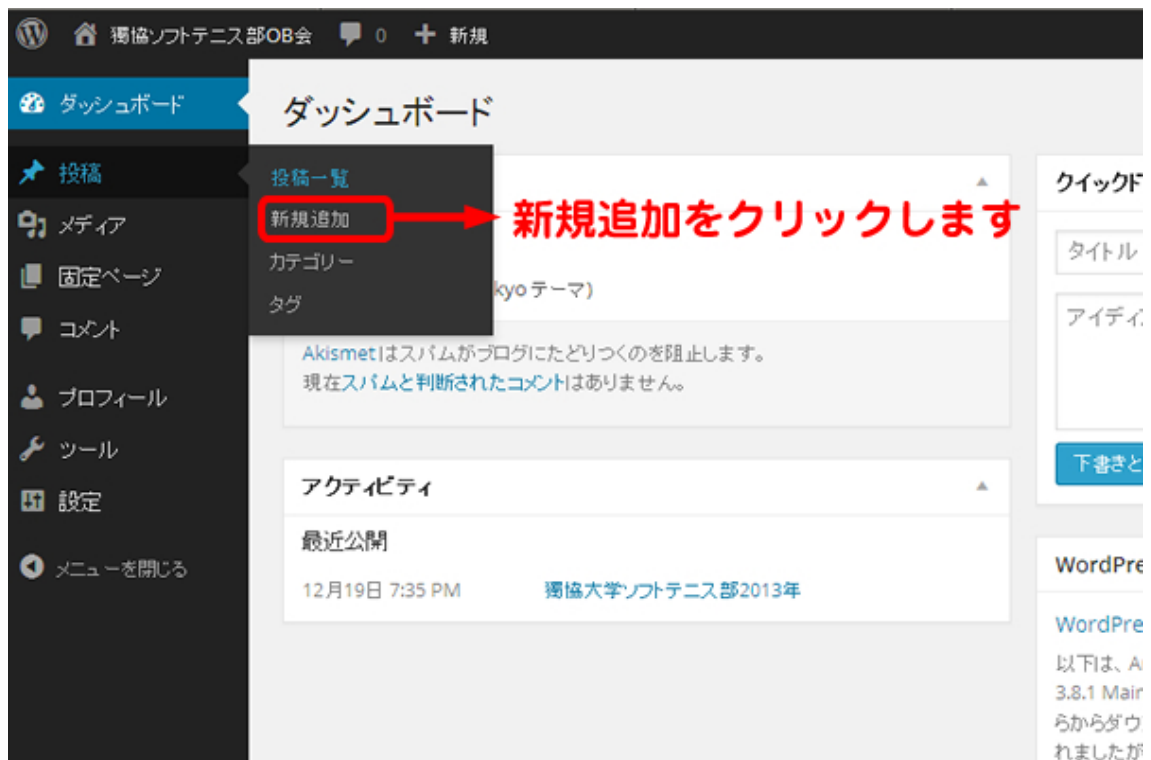 獨協ソフトテニス部OB会 0 新規
ダッシュボード
投稿
メディア
固定ページ
コメント
プロフィール
ツール
設定
メニューを閉じる
ダッシュボード
投稿一覧
新規追加
カテゴリー
タグ
新規追加をクリックします
kyo テーマ)
Akismetはスパムがブログにたどりつくのを阻止します。
現在スパムと判断されたコメントはありません。
アクティビティ
最近公開
12月19日 7:35 PM 獨協大学ソフトテニス部2013年
クイックド
タイトル
アイディ
下書きと
WordPre
WordPre
以下は、A
3.8.1 Main
らからダウ
れましたが